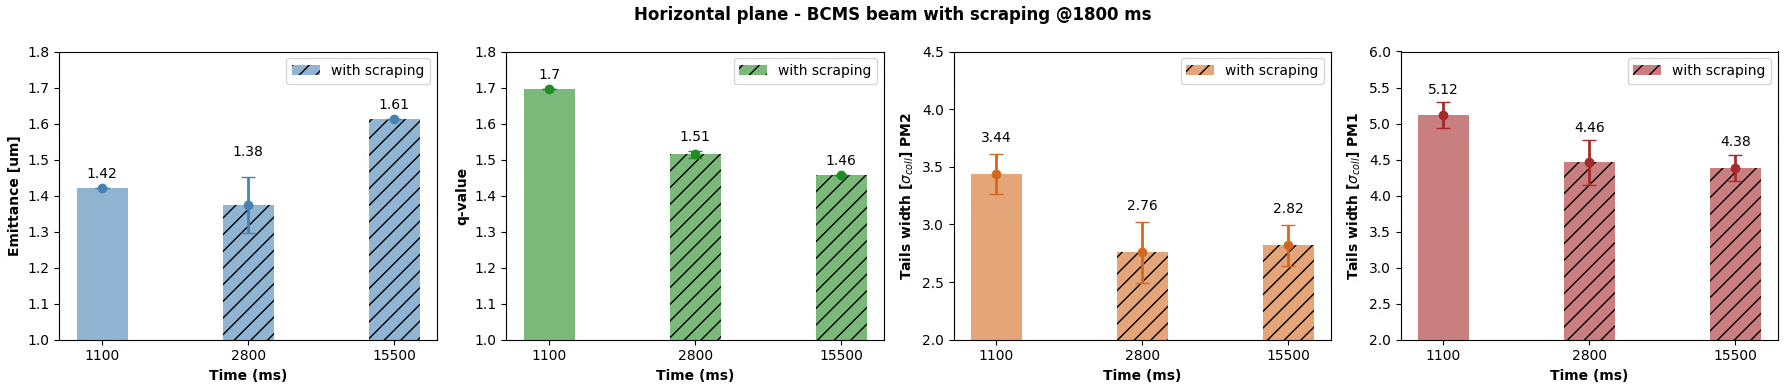 Horizontal plane - BCMS beam with scraping @1800 ms
Emittance [um]
1.8
1.7
1.6
1.5
1.4
1.3
1.2
1.1
1.0
with scraping
1.42
1.38
1.61
1100 2800 15500
Time (ms)
q-value
1.8
1.7
1.6
1.5
1.4
1.3
1.2
1.1
1.0
with scraping
1.7
1.51
1.46
1100 2800 15500
Time (ms)
Tails width [σcoll] PM2
4.5
4.0
3.5
3.0
2.5
2.0
with scraping
3.44
2.76
2.82
1100 2800 15500
Time (ms)
Tails width [σcoll] PM1
6.0
5.5
5.0
4.5
4.0
3.5
3.0
2.5
2.0
with scraping
5.12
4.46
4.38
1100 2800 15500
Time (ms)